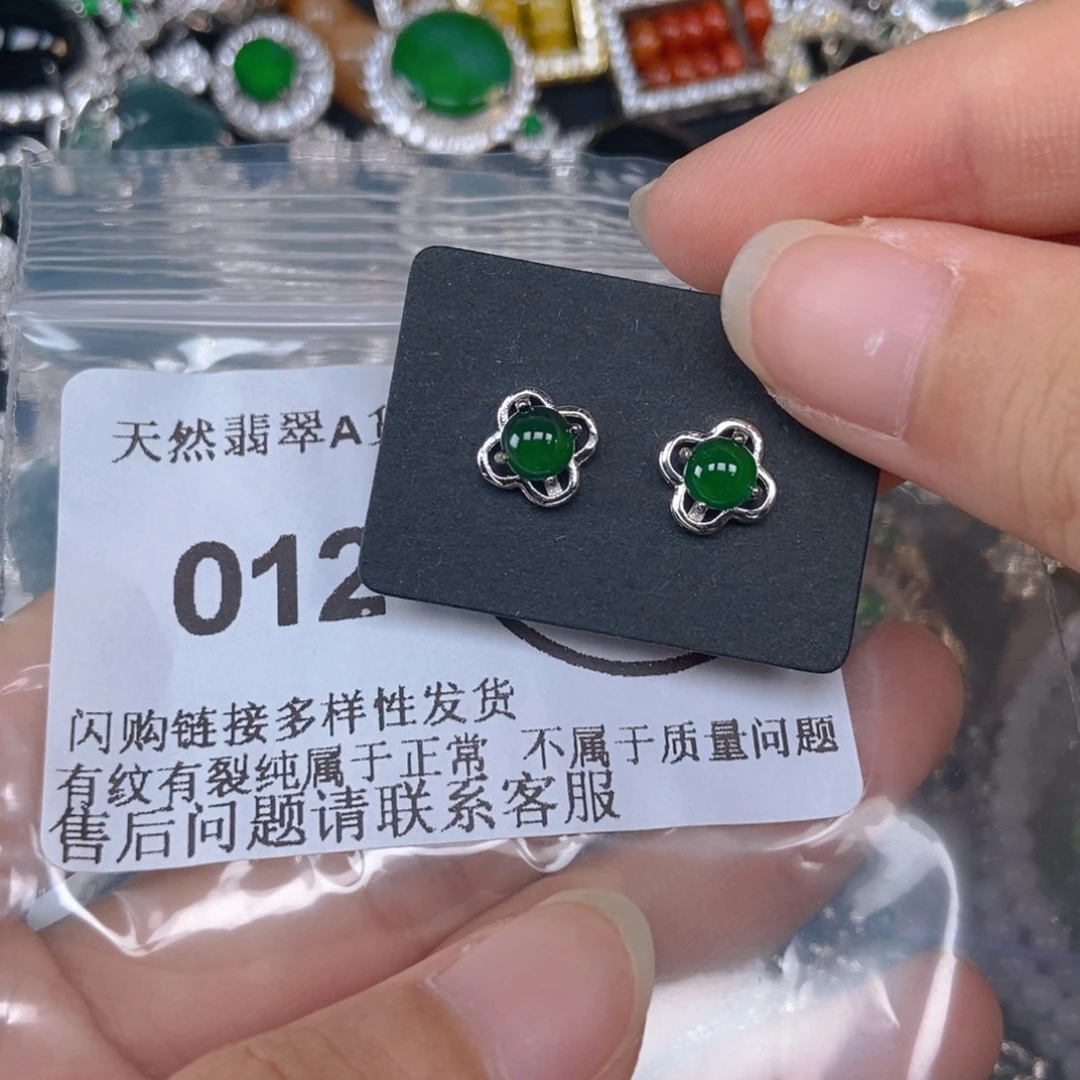 天然翡翠A
012
闪购链接多样性发货
有纹有裂纯属于正常 不属于质量问题
售后问题请联系客服